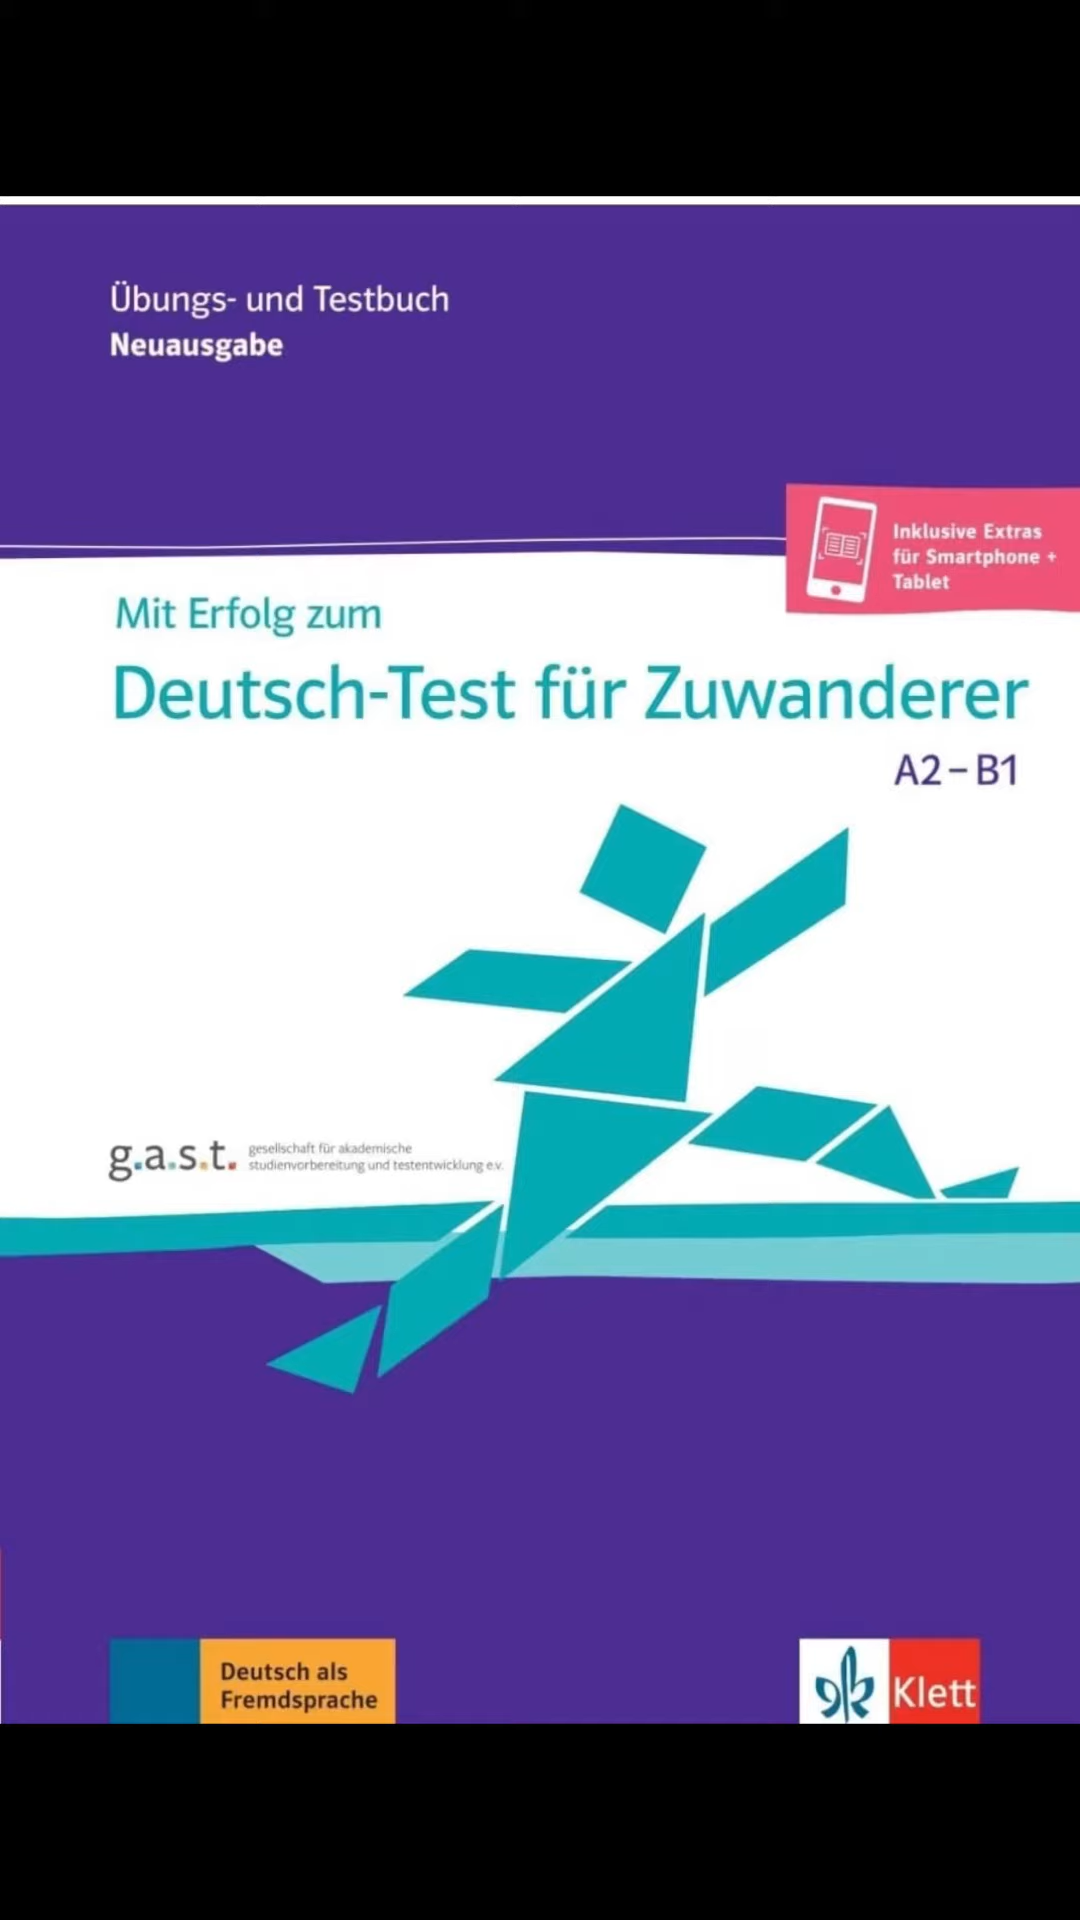 Übungs- und Testbuch
Neuausgabe
Inklusive Extras
für Smartphone +
Tablet
Mit Erfolg zum
Deutsch-Test für Zuwanderer
A2 – B1
g.a.s.t.
gesellschaft für akademische
studienvorbereitung und testentwicklung e.v.
Deutsch als
Fremdsprache
Klett